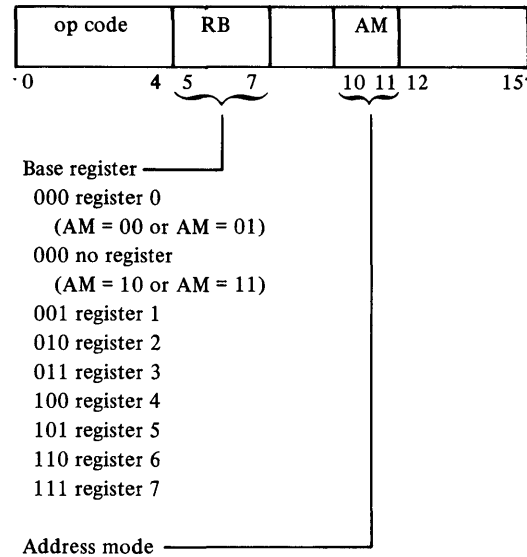 op code RB AM
0 4 5 7 10 11 12 15
Base register
000 register 0
(AM = 00 or AM = 01)
000 no register
(AM = 10 or AM = 11)
001 register 1
010 register 2
011 register 3
100 register 4
101 register 5
110 register 6
111 register 7
Address mode